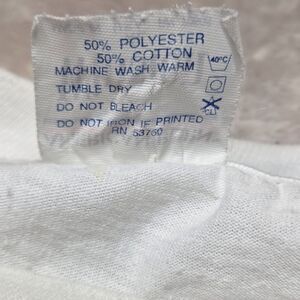 50% POLYESTER
50% COTTON
MACHINE WASH WARM
40°C
TUMBLE DRY
DO NOT BLEACH
DO NOT IRON IF PRINTED
RN 53760